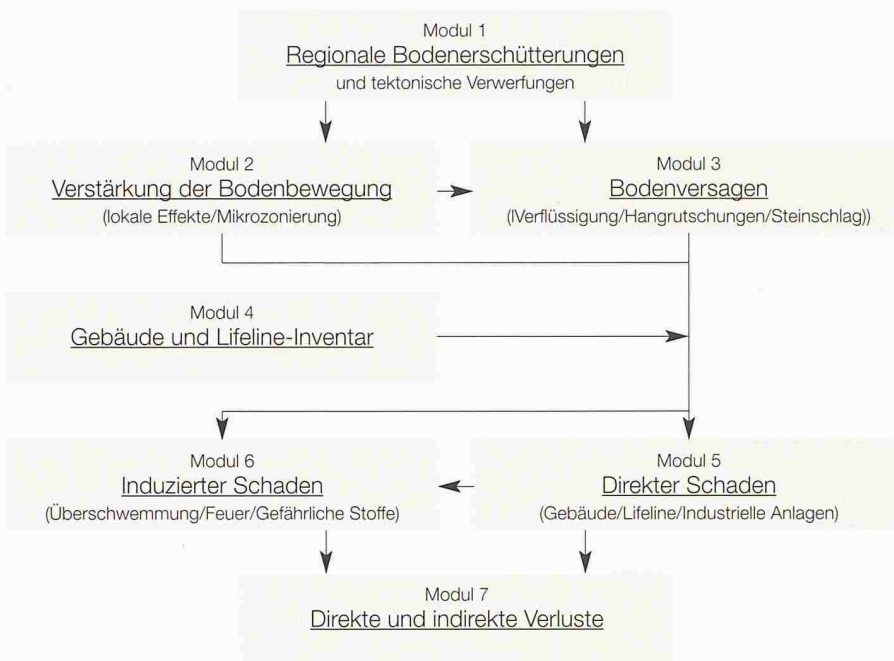 Modul 1
Regionale Bodenerschütterungen
und tektonische Verwerfungen
Modul 2
Verstärkung der Bodenbewegung
(lokale Effekte/Mikrozonierung)
Modul 3
Bodenversagen
(lVerflüssigung/Hangrutschungen/Steinschlag))
Modul 4
Gebäude und Lifeline-Inventar
Modul 6
Induzierter Schaden
(Überschwemmung/Feuer/Gefährliche Stoffe)
Modul 5
Direkter Schaden
(Gebäude/Lifeline/Industrielle Anlagen)
Modul 7
Direkte und indirekte Verluste